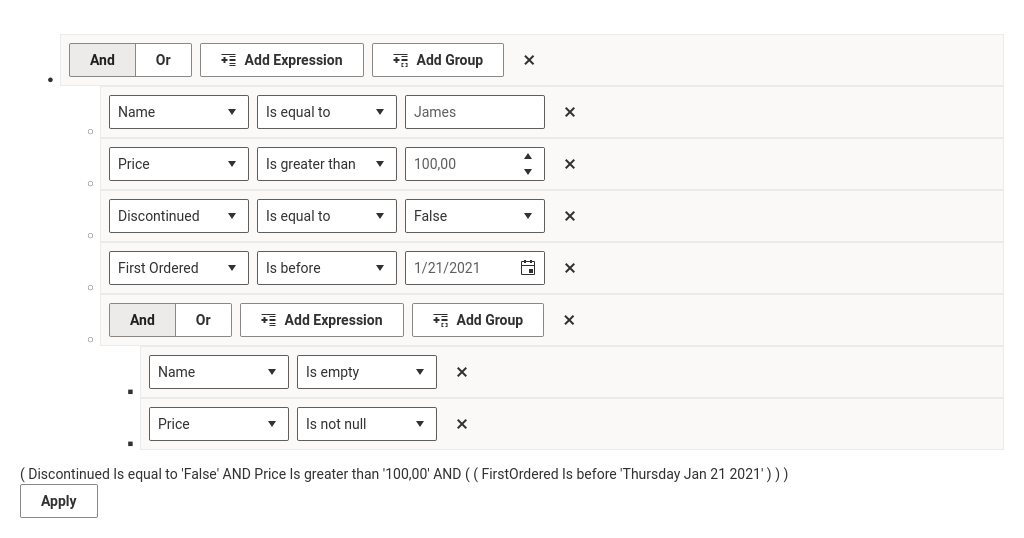 And Or Add Expression Add Group
Name Is equal to James
Price Is greater than 100,00
Discontinued Is equal to False
First Ordered Is before 1/21/2021
And Or Add Expression Add Group
Name Is empty
Price Is not null
( Discontinued Is equal to 'False' AND Price Is greater than '100,00' AND ( ( FirstOrdered Is before 'Thursday Jan 21 2021' ) ) )
Apply